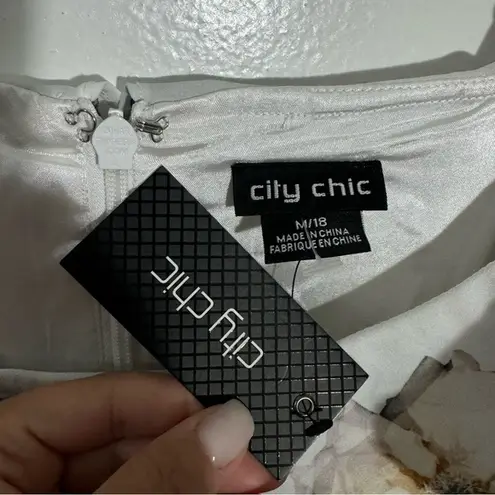 city chic
M/18
MADE IN CHINA
FABRIQUE EN CHINE
city chic